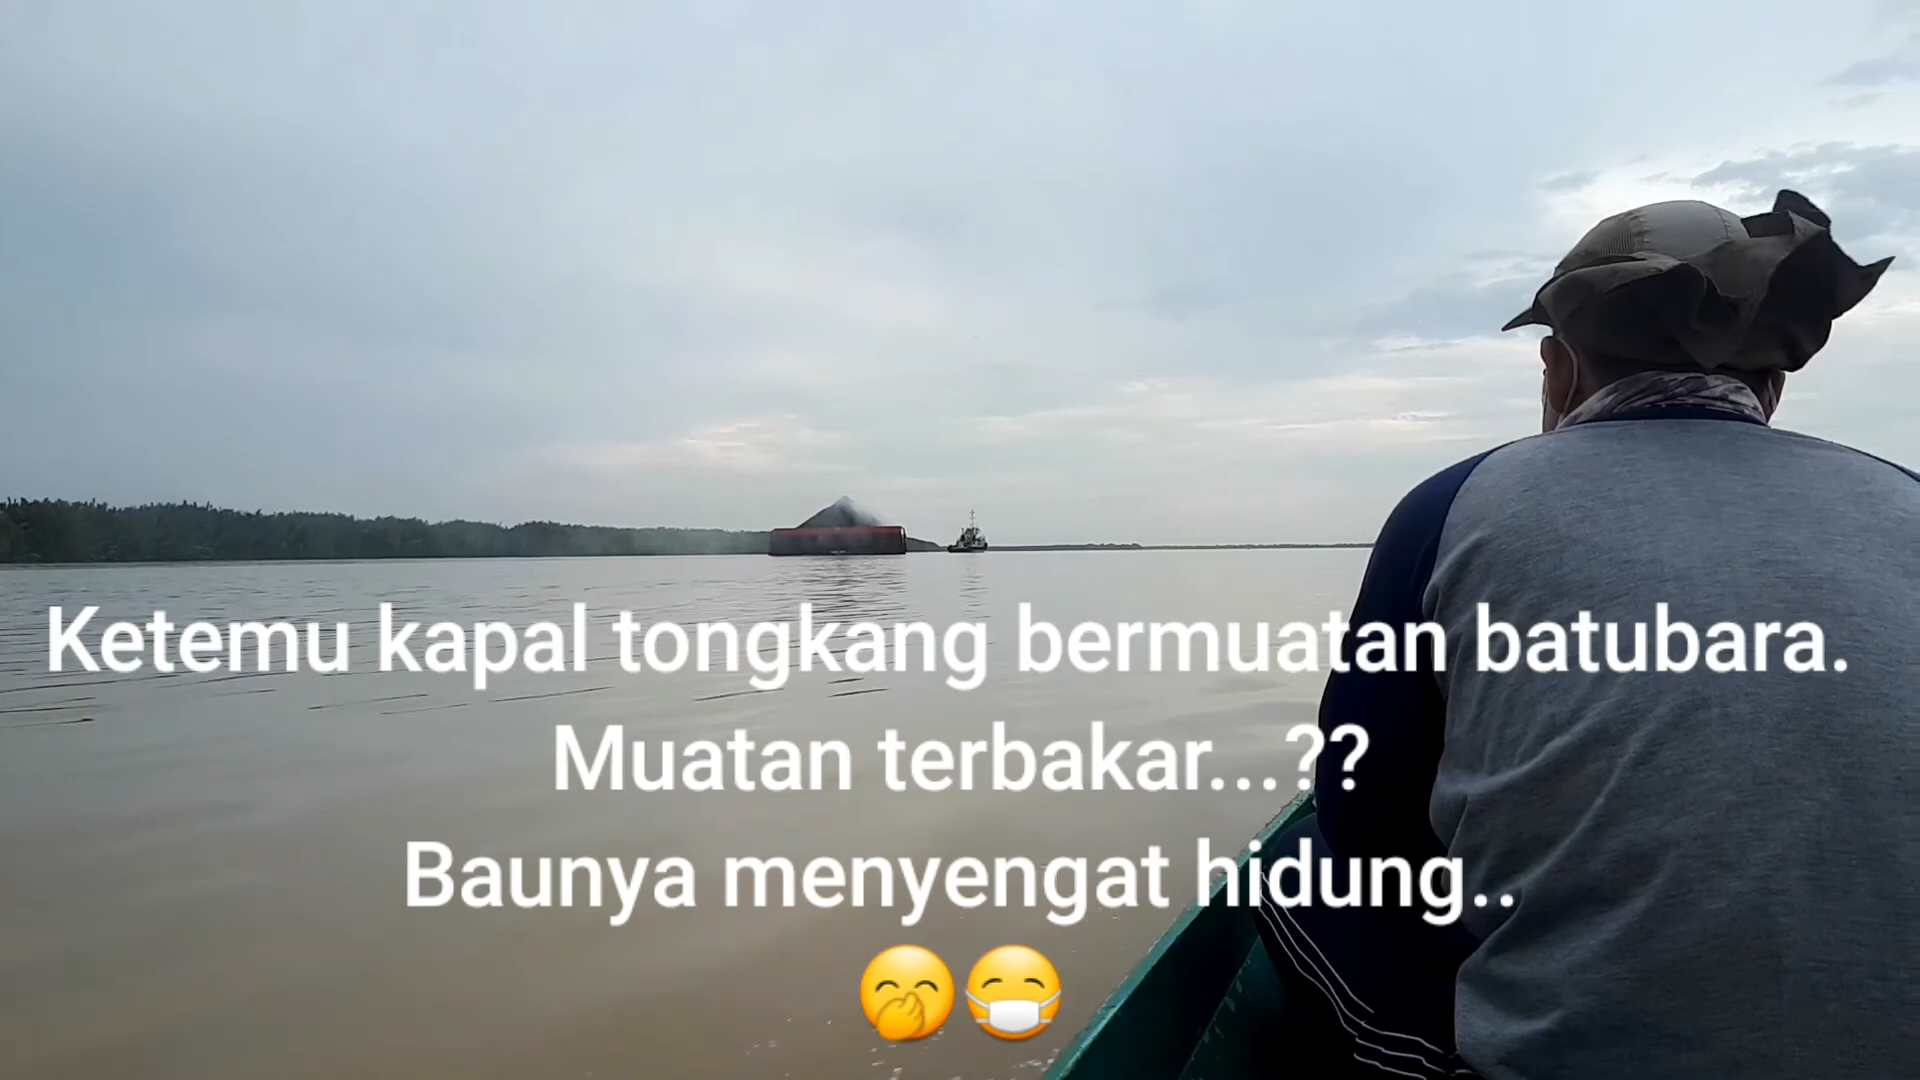 Ketemu kapal tongkang bermuatan batubara.
Muatan terbakar...??
Baunya menyengat hidung..
🤭😷